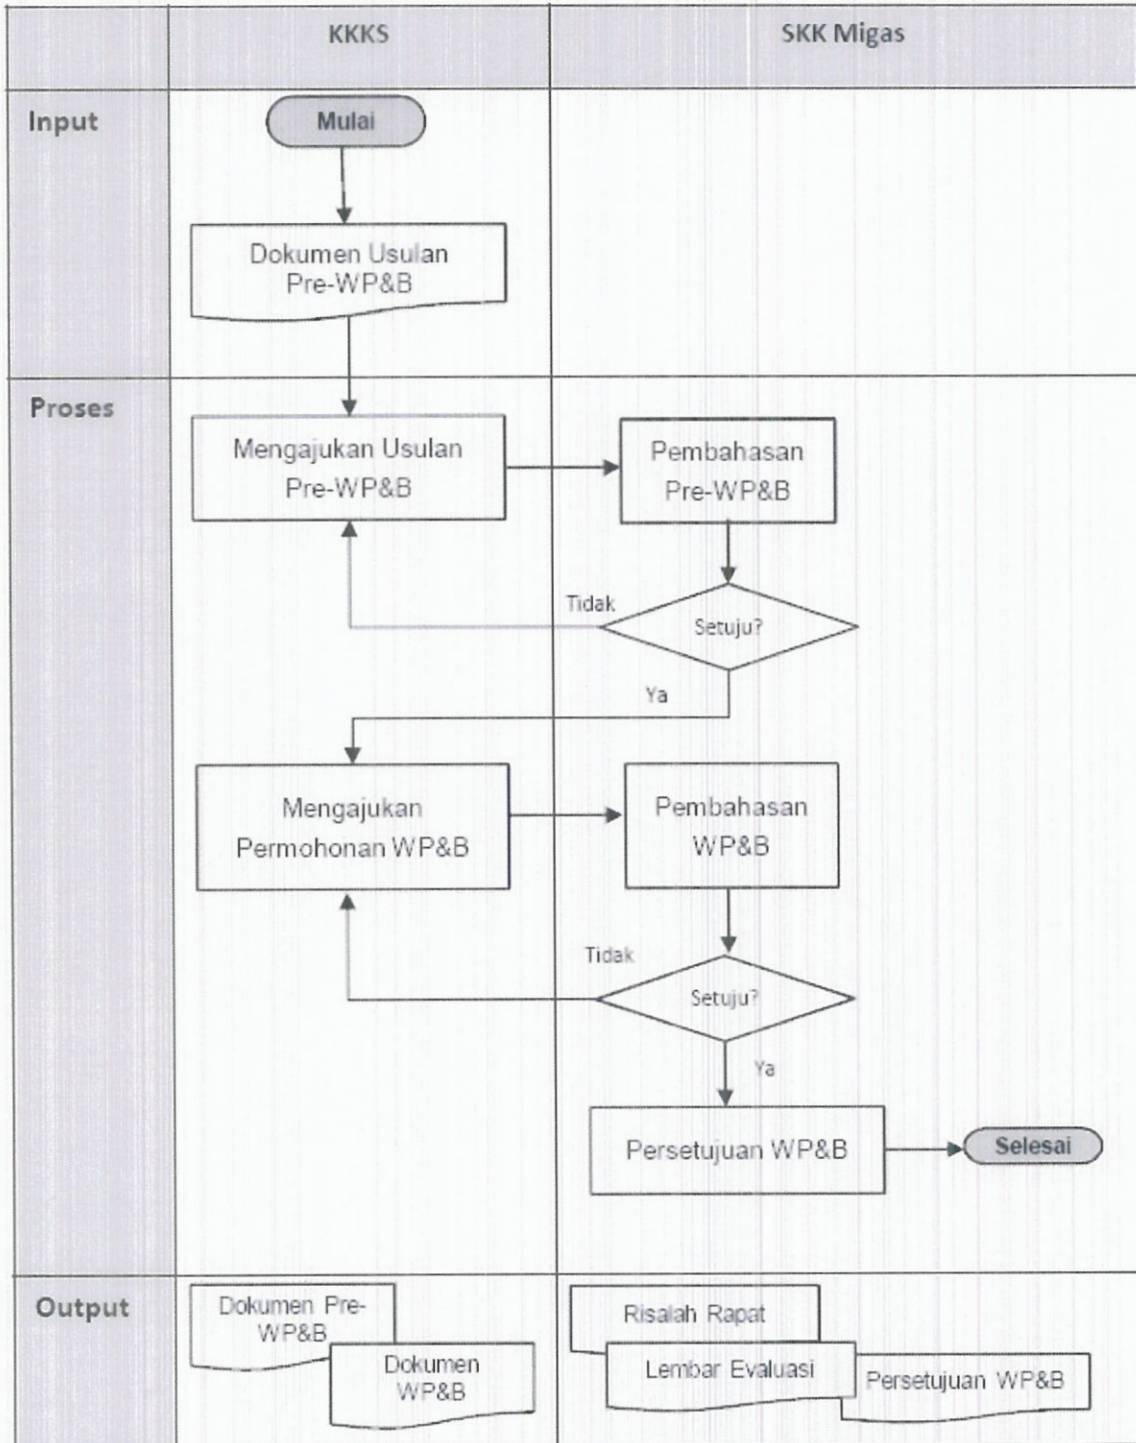 KKKS
SKK Migas
Input
Mulai
Dokumen Usulan
Pre-WP&B
Proses
Mengajukan Usulan
Pre-WP&B
Pembahasan
Pre-WP&B
Tidak
Setuju?
Ya
Mengajukan
Permohonan WP&B
Pembahasan
WP&B
Tidak
Setuju?
Ya
Persetujuan WP&B
Selesai
Output
Dokumen Pre-
WP&B
Dokumen
WP&B
Risalah Rapat
Lembar Evaluasi
Persetujuan WP&B